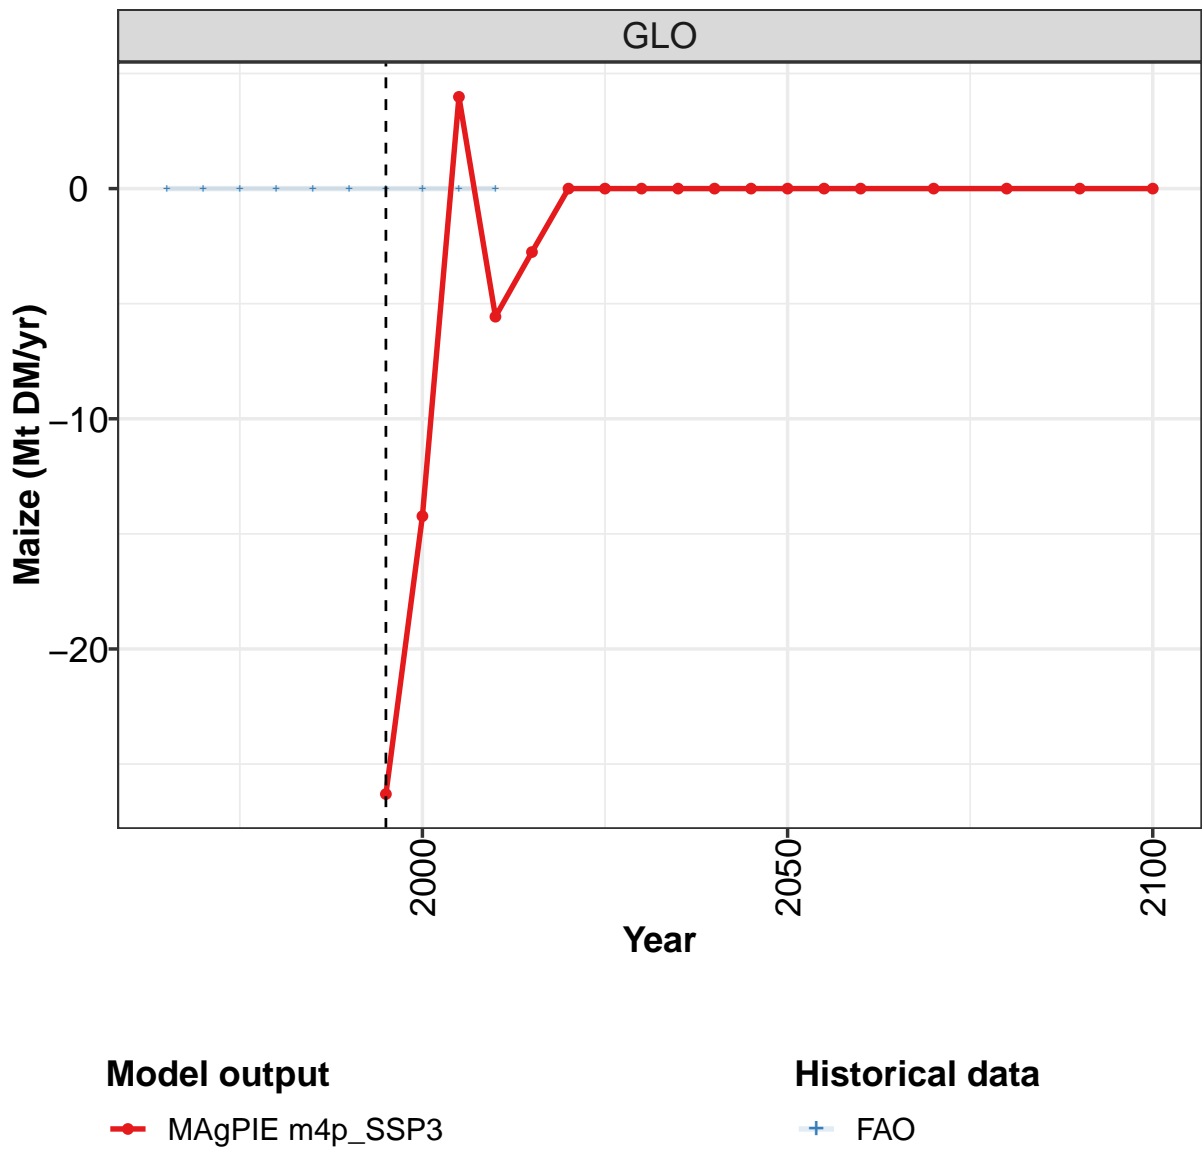 GLO
0
−10
−20
Maize (Mt DM/yr)
2000
2050
2100
Year
Model output
MAgPIE m4p_SSP3
Historical data
FAO